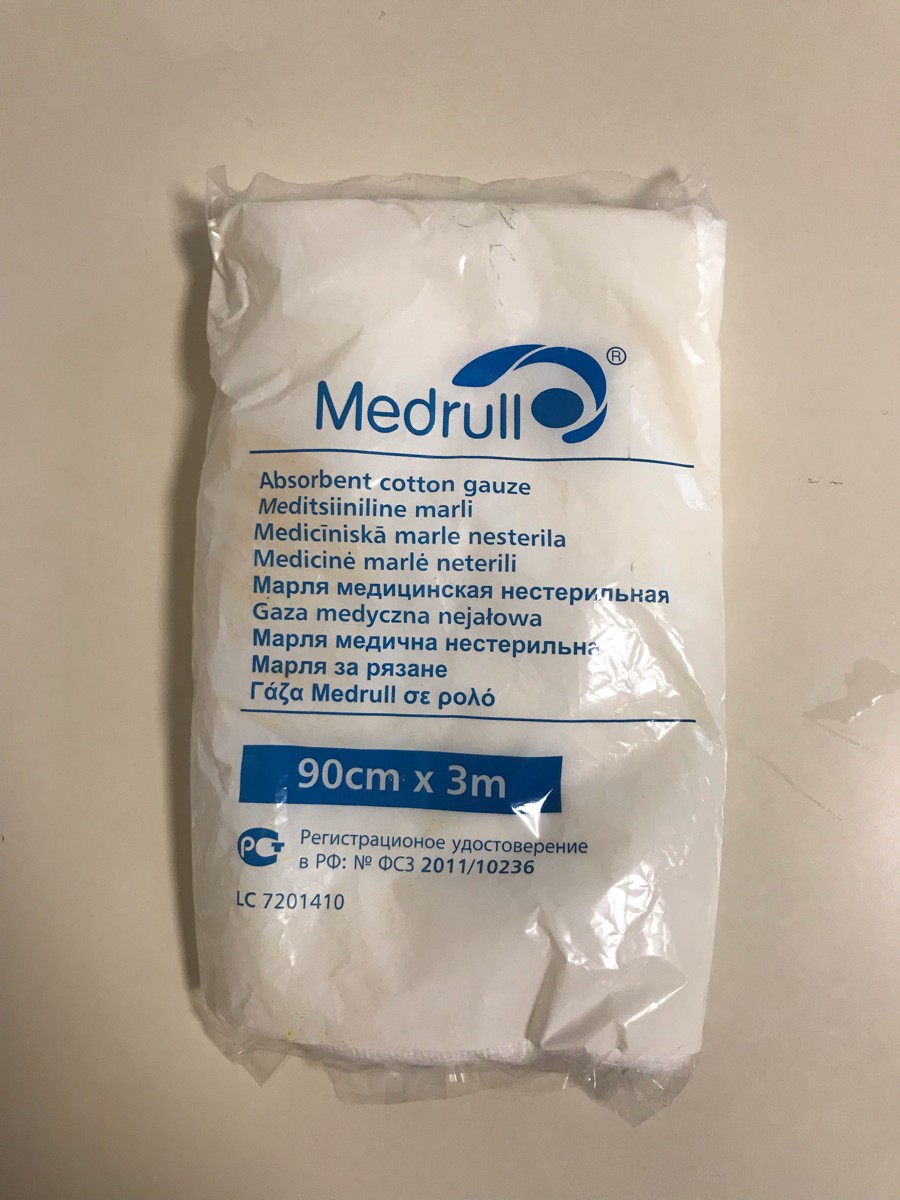 Medrull®
Absorbent cotton gauze
Meditsiiniline marli
Medicīniskā marle nesterila
Medicinė marlė neterili
Марля медицинская нестерильная
Gaza medyczna niejałowa
Марля медична нестерильна
Марля за рязане
Γάζα Medrull σε ρολό
90cm x 3m
РСТ Регистрационое удостоверение
в РФ: № ФСЗ 2011/10236
LC 7201410